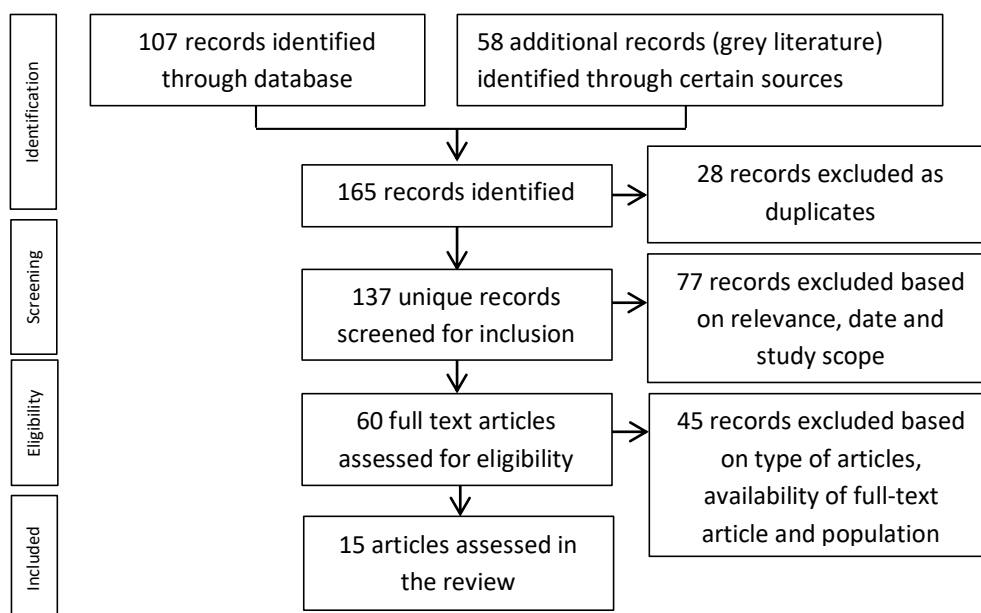 Identification
107 records identified
through database
58 additional records (grey literature)
identified through certain sources
165 records identified
28 records excluded as
duplicates
Screening
137 unique records
screened for inclusion
77 records excluded based
on relevance, date and
study scope
Eligibility
60 full text articles
assessed for eligibility
45 records excluded based
on type of articles,
availability of full-text
article and population
Included
15 articles assessed in
the review